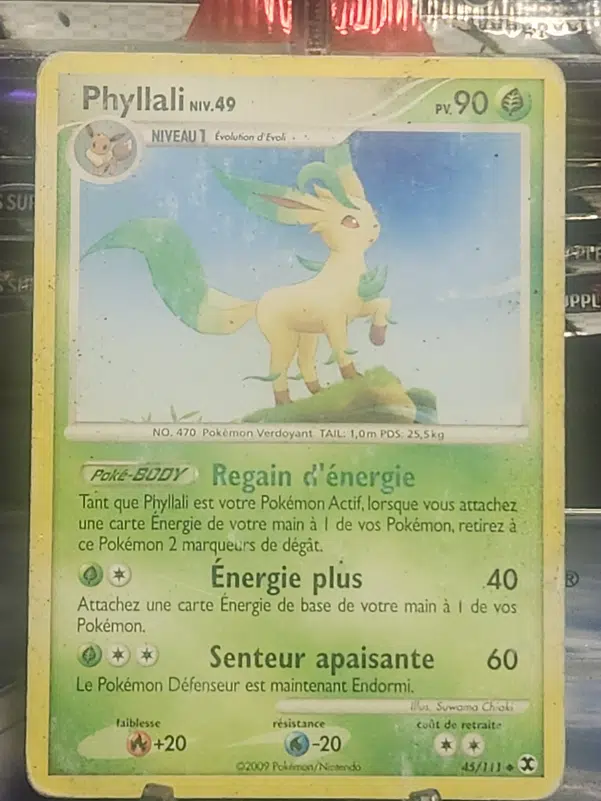 Phyllali NIV.49
PV.90
NIVEAU 1 Évolution d'Évoli
NO. 470 Pokémon Verdoyant TAIL: 1,0m PDS: 25,5kg
Poké-BODY Regain d'énergie
Tant que Phyllali est votre Pokémon Actif, lorsque vous attachez
une carte Énergie de votre main à 1 de vos Pokémon, retirez à
ce Pokémon 2 marqueurs de dégât.
Énergie plus 40
Attachez une carte Énergie de base de votre main à 1 de vos
Pokémon.
Senteur apaisante 60
Le Pokémon Défenseur est maintenant Endormi.
Illus. Suwama Chiaki
faiblesse résistance coût de retraite
+20 -20
©2009 Pokémon/Nintendo 45/111